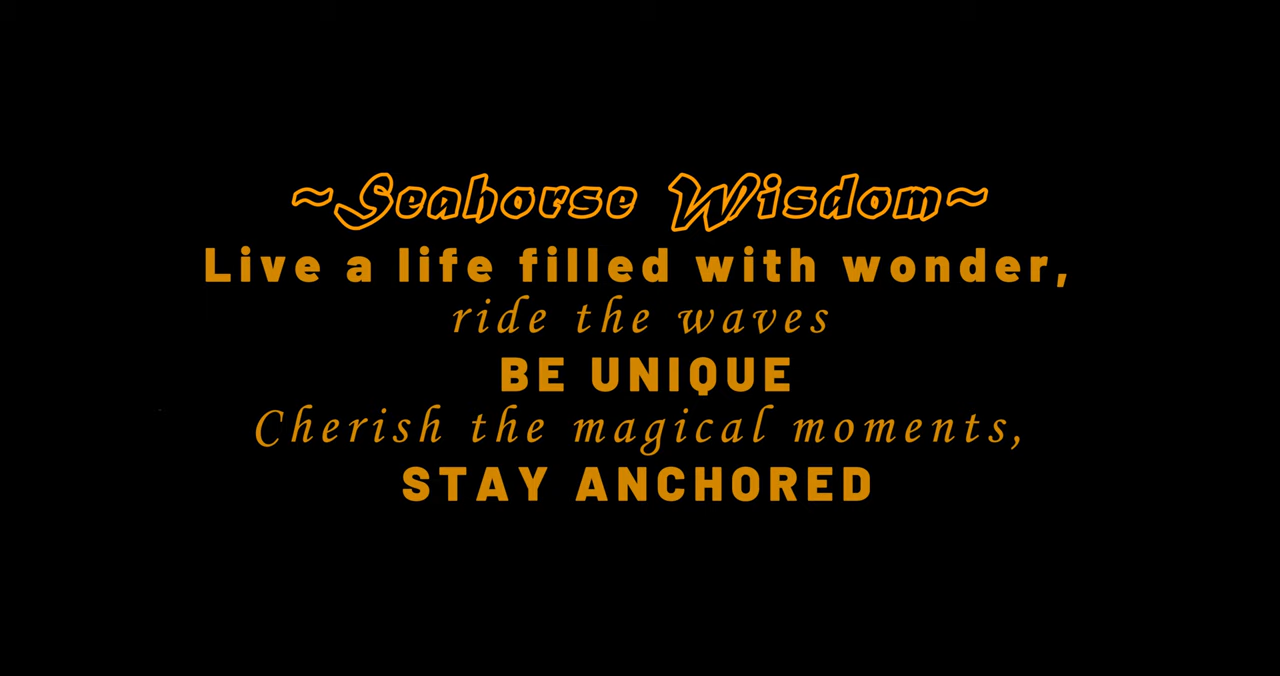 ~Seahorse Wisdom~
Live a life filled with wonder,
ride the waves
BE UNIQUE
Cherish the magical moments,
STAY ANCHORED